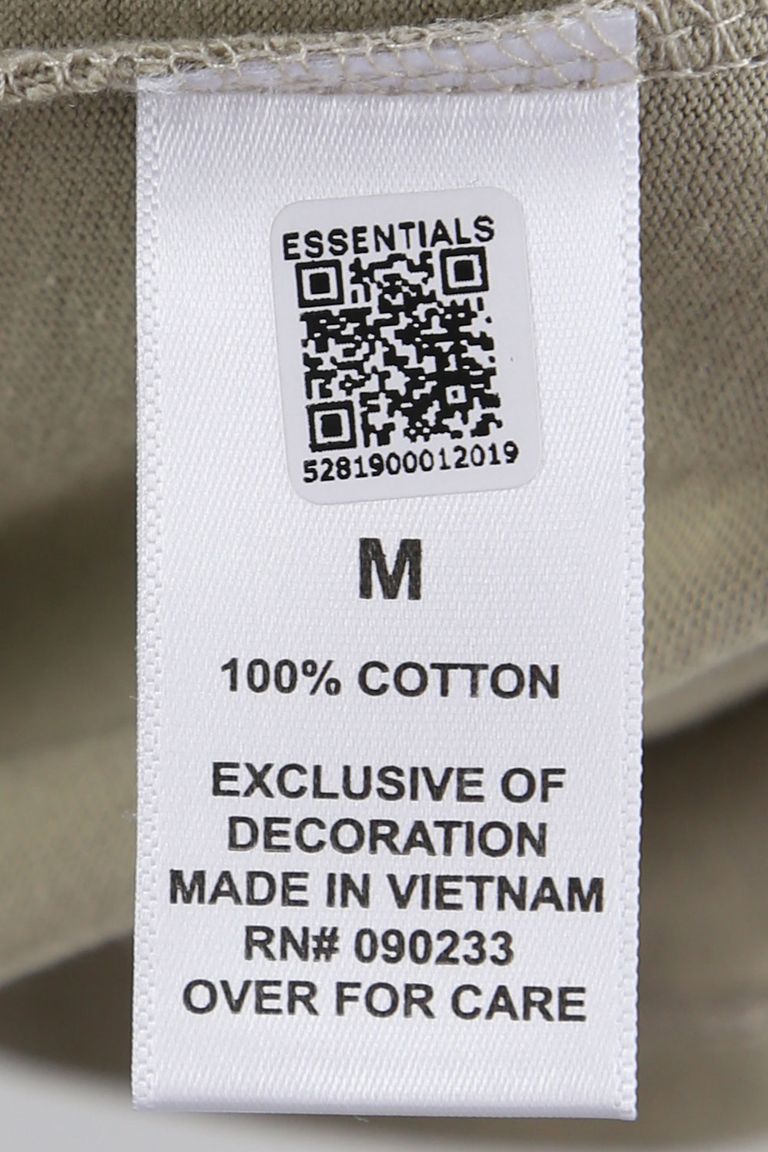 ESSENTIALS
5281900012019
M
100% COTTON
EXCLUSIVE OF
DECORATION
MADE IN VIETNAM
RN# 090233
OVER FOR CARE